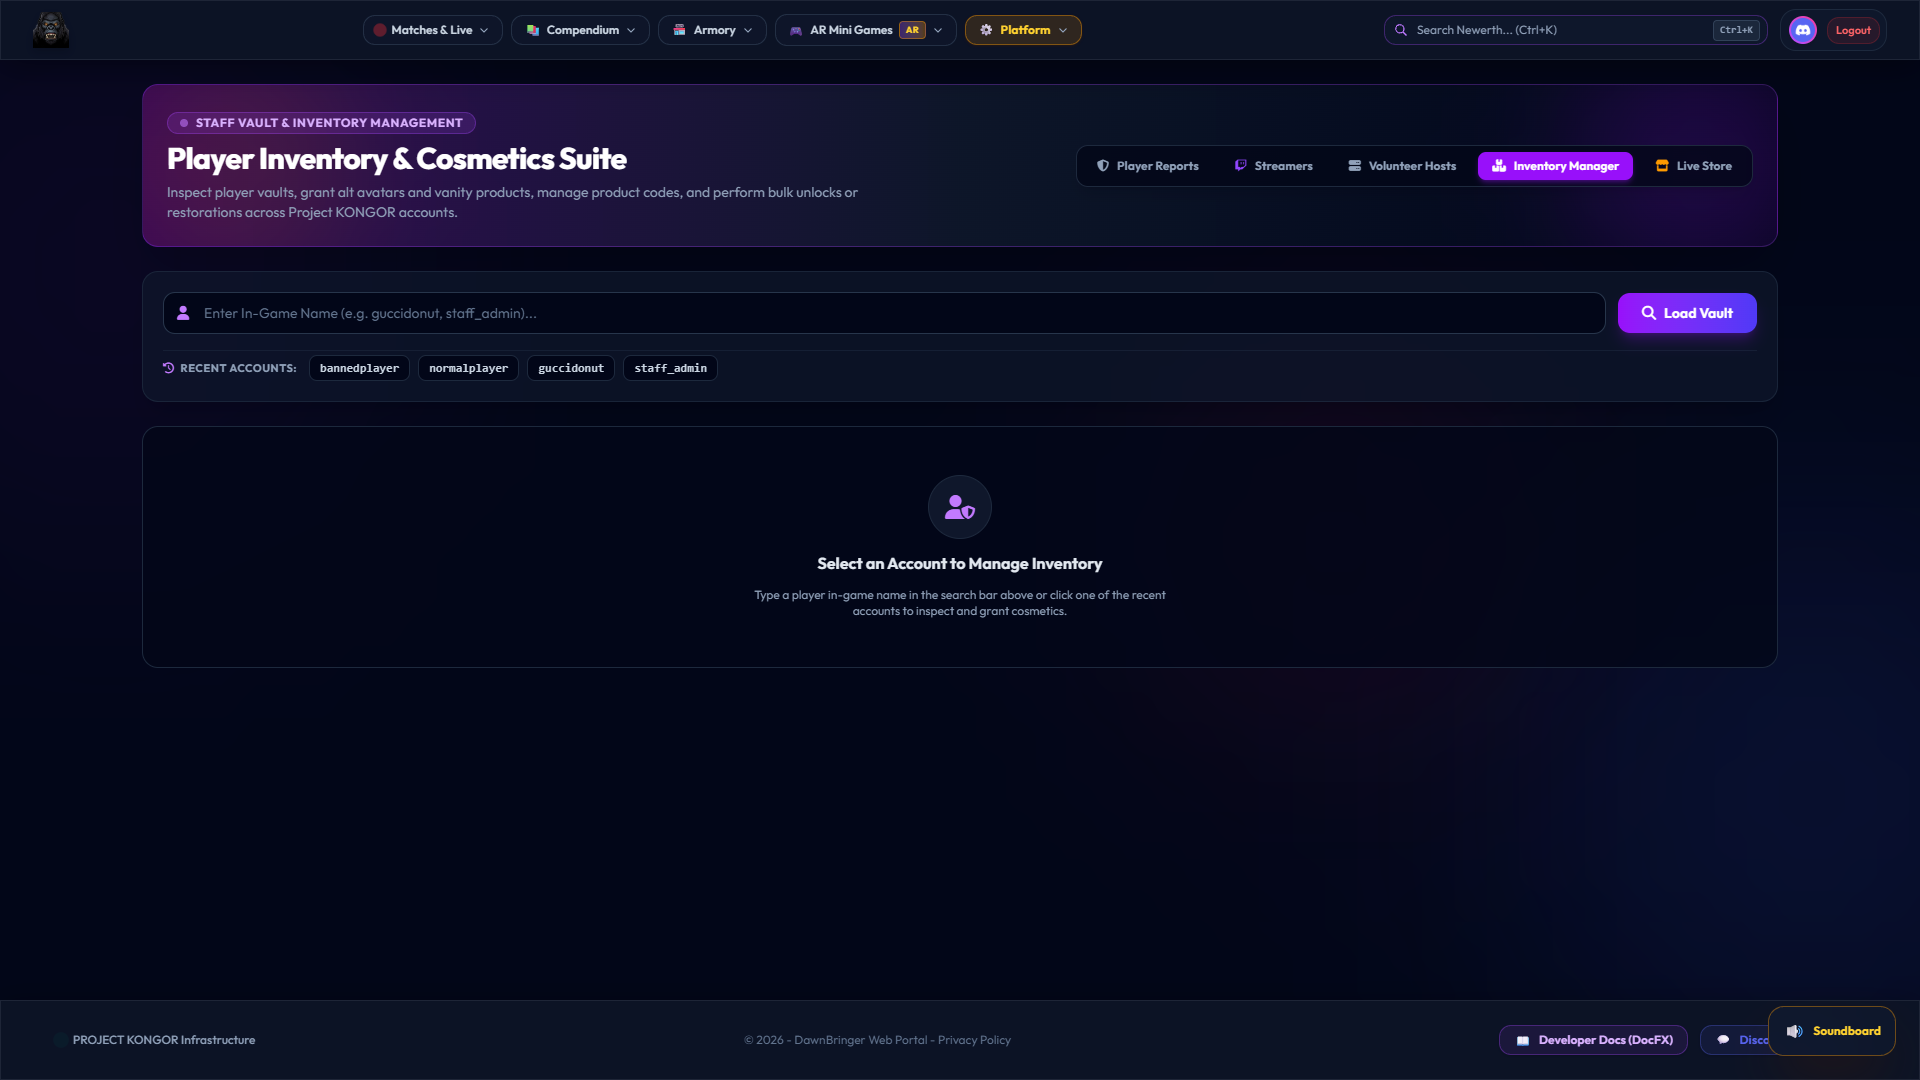 Matches & Live
Compendium
Armory
AR Mini Games
AR
Platform
Search Newerth... (Ctrl+K)
Ctrl+K
Logout
STAFF VAULT & INVENTORY MANAGEMENT
Player Inventory & Cosmetics Suite
Inspect player vaults, grant alt avatars and vanity products, manage product codes, and perform bulk unlocks or
restorations across Project KONGOR accounts.
Player Reports
Streamers
Volunteer Hosts
Inventory Manager
Live Store
Enter In-Game Name (e.g. guccidonut, staff_admin)...
Load Vault
RECENT ACCOUNTS:
bannedplayer
normalplayer
guccidonut
staff_admin
Select an Account to Manage Inventory
Type a player in-game name in the search bar above or click one of the recent
accounts to inspect and grant cosmetics.
PROJECT KONGOR Infrastructure
© 2026 - DawnBringer Web Portal - Privacy Policy
Developer Docs (DocFX)
Soundboard